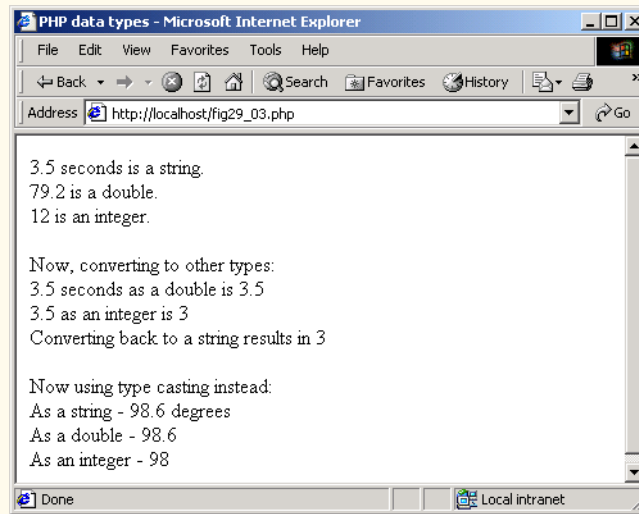 PHP data types - Microsoft Internet Explorer
File Edit View Favorites Tools Help
Back Search Favorites History »
Address http://localhost/fig29_03.php Go
3.5 seconds is a string.
79.2 is a double.
12 is an integer.
Now, converting to other types:
3.5 seconds as a double is 3.5
3.5 as an integer is 3
Converting back to a string results in 3
Now using type casting instead:
As a string - 98.6 degrees
As a double - 98.6
As an integer - 98
Done Local intranet